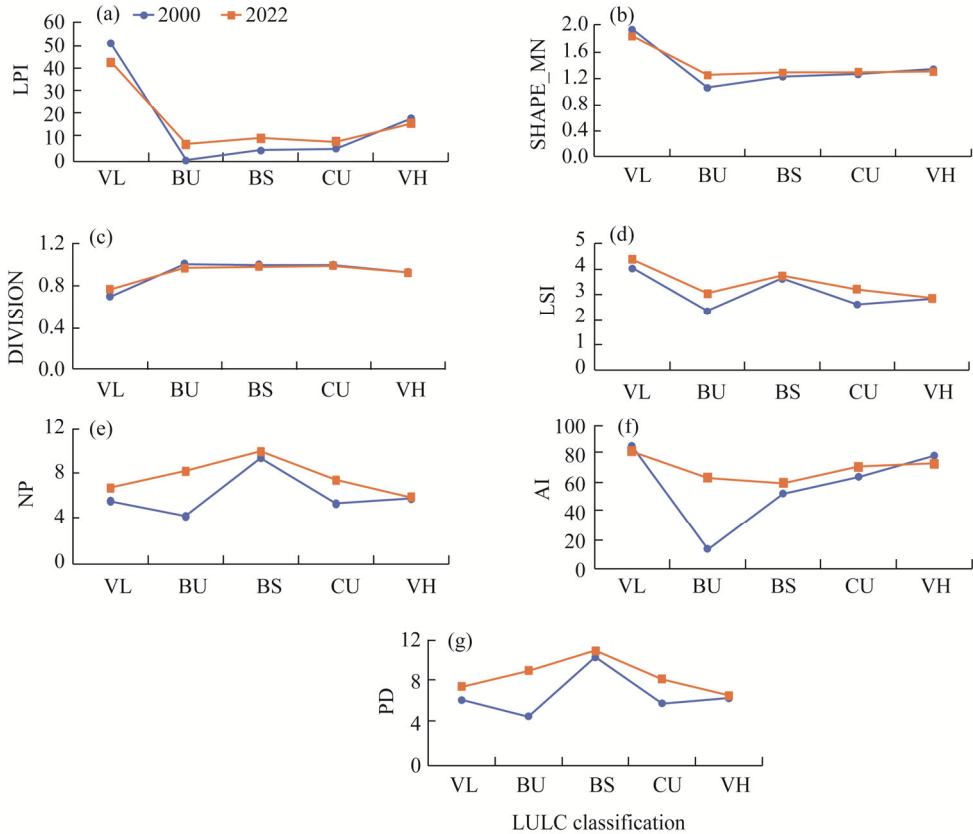 (a) 2000 2022
LPI
60
50
40
30
20
10
0
VL BU BS CU VH
(b)
SHAPE_MN
2.0
1.6
1.2
0.8
0.4
0.0
VL BU BS CU VH
(c)
DIVISION
1.2
0.8
0.4
0.0
VL BU BS CU VH
(d)
LSI
5
4
3
2
1
0
VL BU BS CU VH
(e)
NP
12
8
4
0
VL BU BS CU VH
(f)
AI
100
80
60
40
20
0
VL BU BS CU VH
(g)
PD
12
8
4
0
VL BU BS CU VH
LULC classification